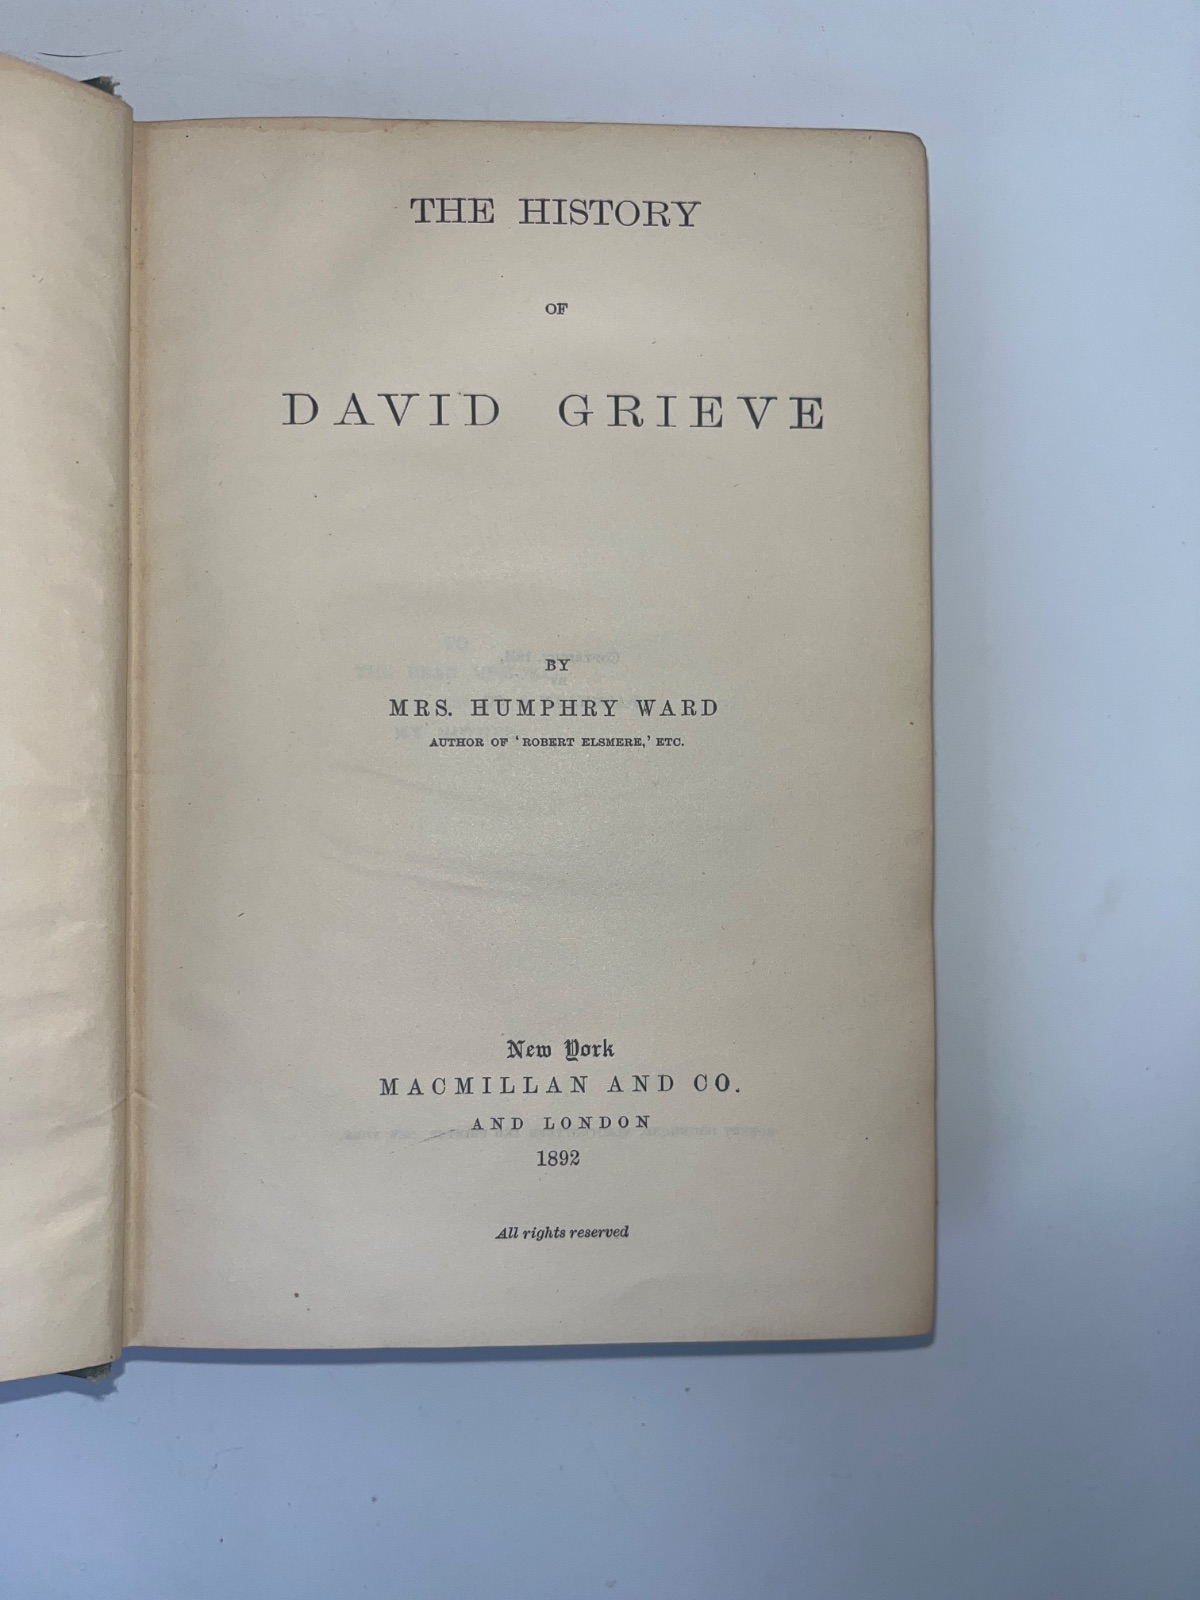 THE HISTORY
OF
DAVID GRIEVE
BY
MRS. HUMPHRY WARD
AUTHOR OF 'ROBERT ELSMERE,' ETC.
New York
MACMILLAN AND CO.
AND LONDON
1892
All rights reserved